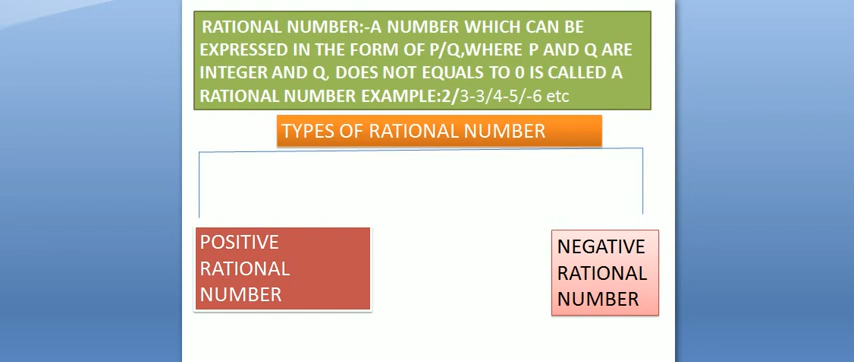 RATIONAL NUMBER:-A NUMBER WHICH CAN BE
EXPRESSED IN THE FORM OF P/Q,WHERE P AND Q ARE
INTEGER AND Q, DOES NOT EQUALS TO 0 IS CALLED A
RATIONAL NUMBER EXAMPLE:2/3-3/4-5/-6 etc
TYPES OF RATIONAL NUMBER
POSITIVE
RATIONAL
NUMBER
NEGATIVE
RATIONAL
NUMBER